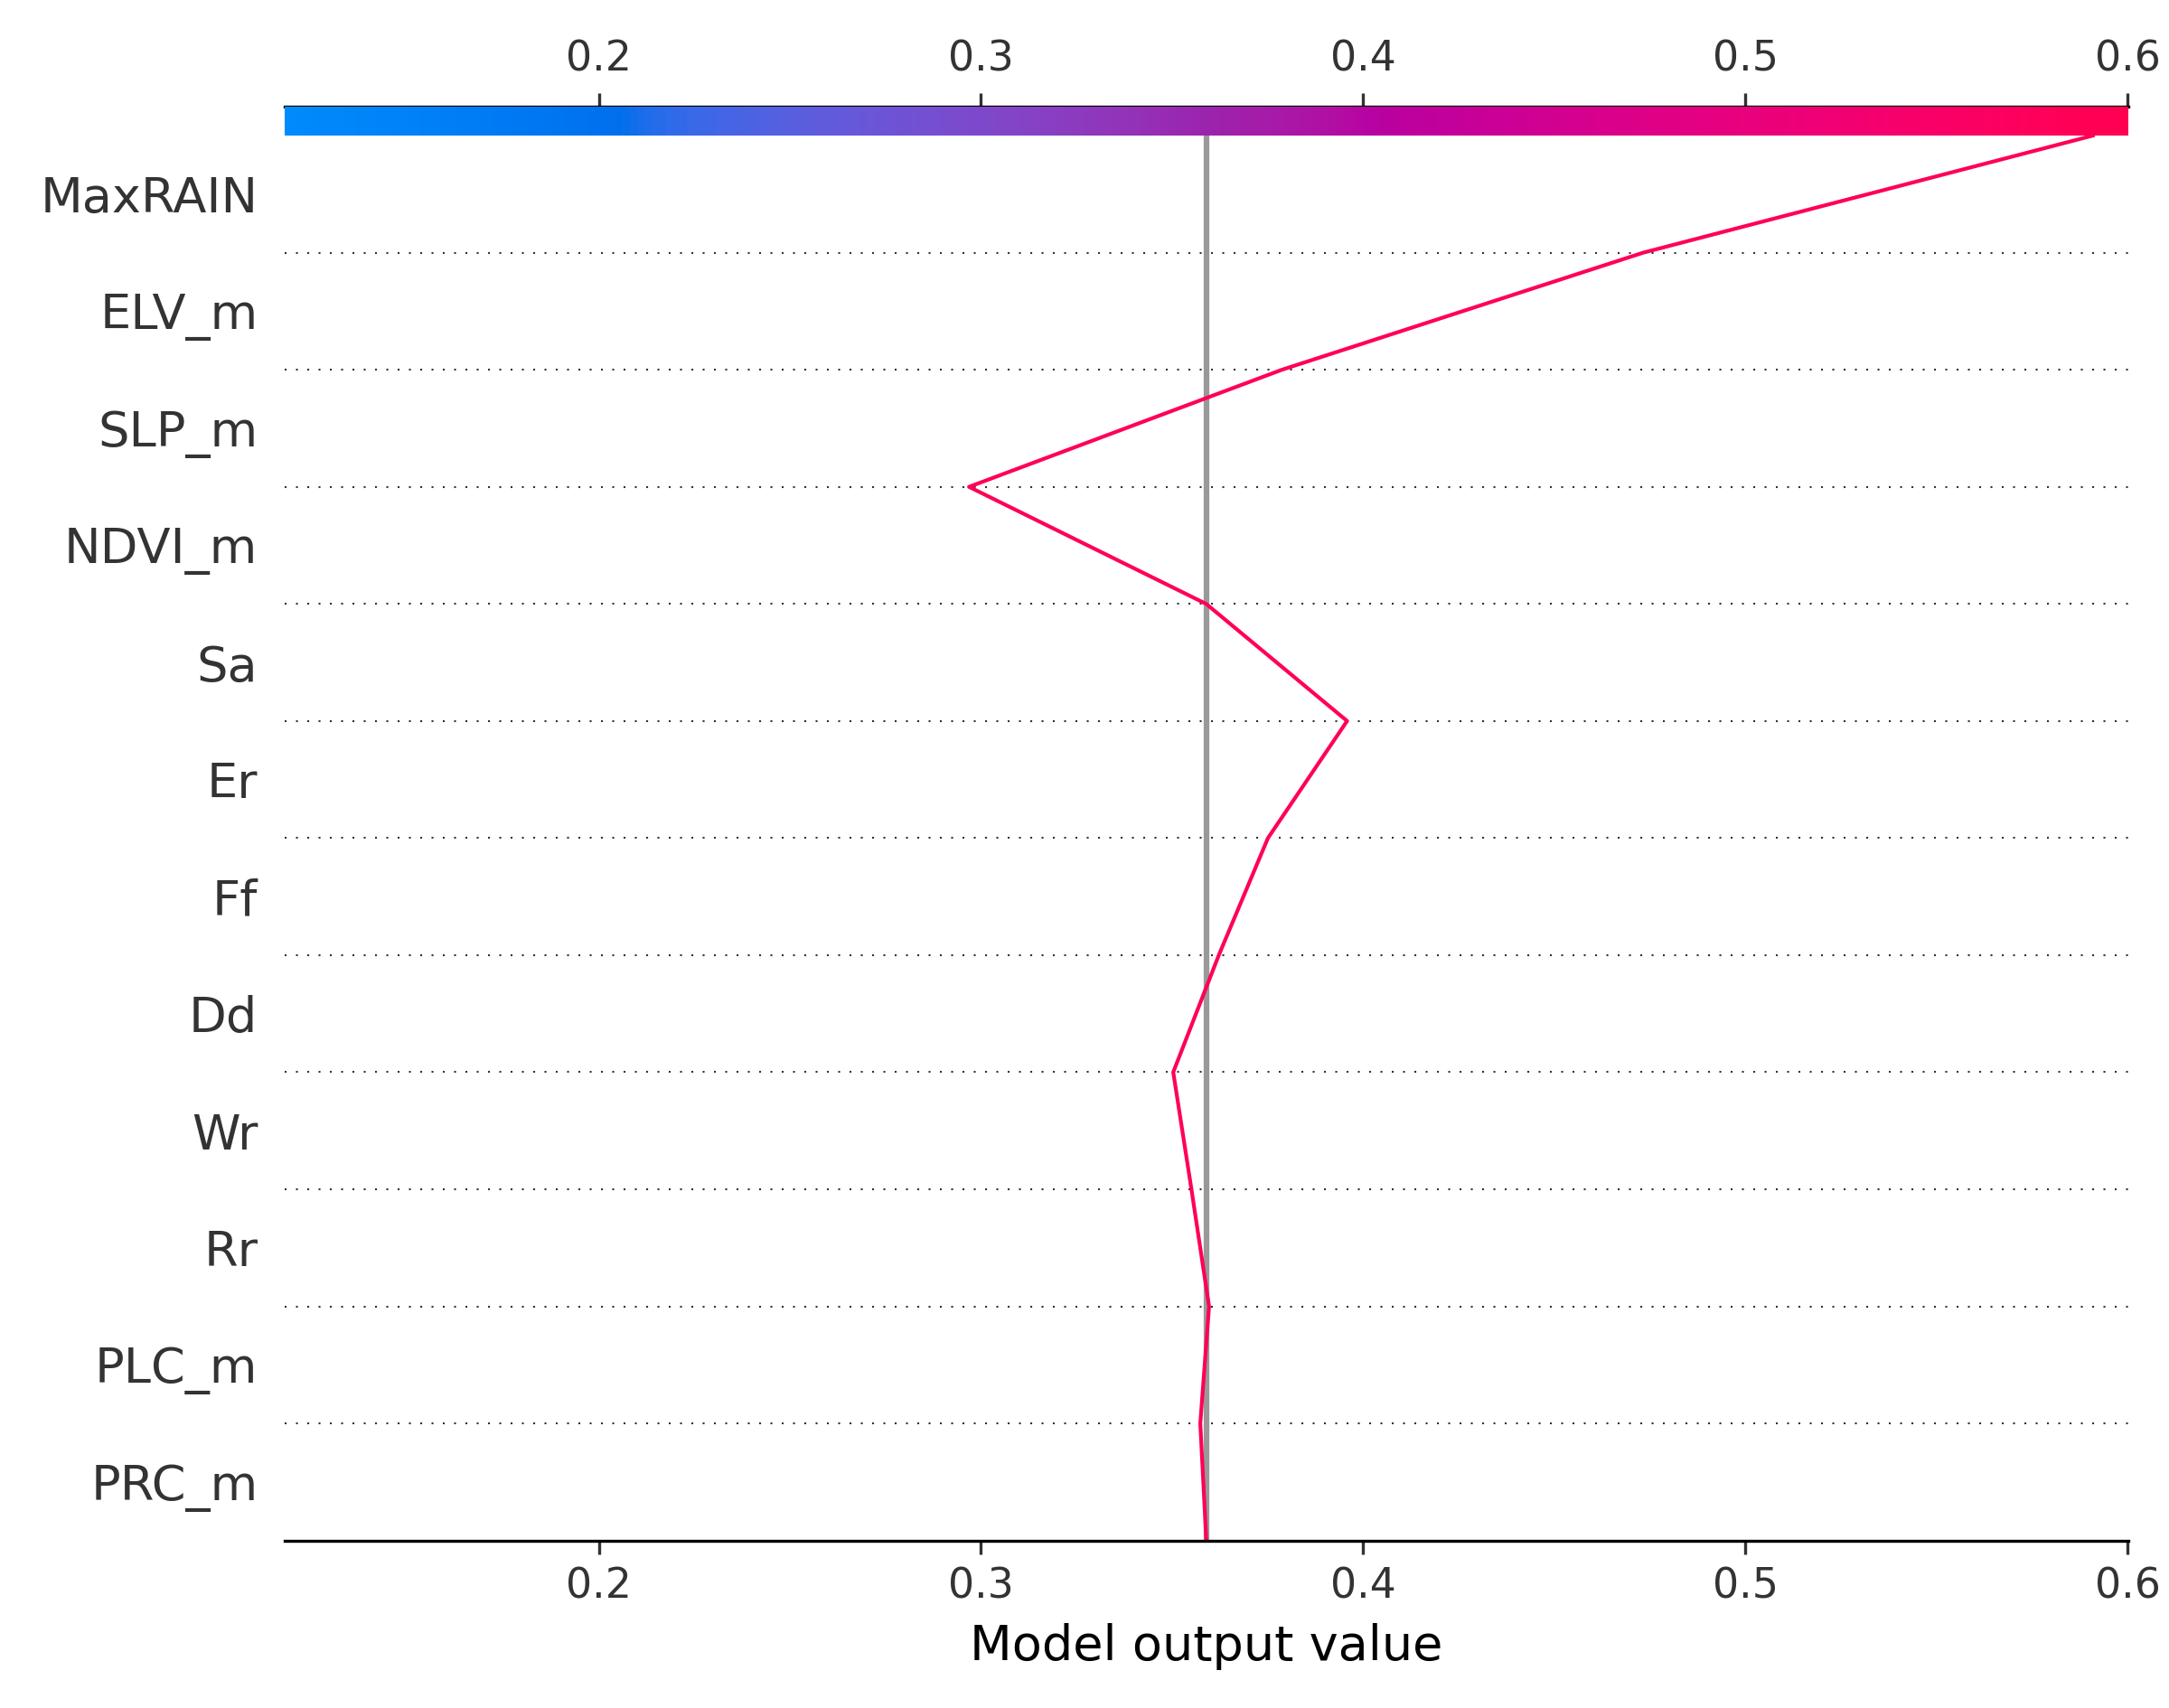 0.2 0.3 0.4 0.5 0.6
MaxRAIN
ELV_m
SLP_m
NDVI_m
Sa
Er
Ff
Dd
Wr
Rr
PLC_m
PRC_m
0.2 0.3 0.4 0.5 0.6
Model output value